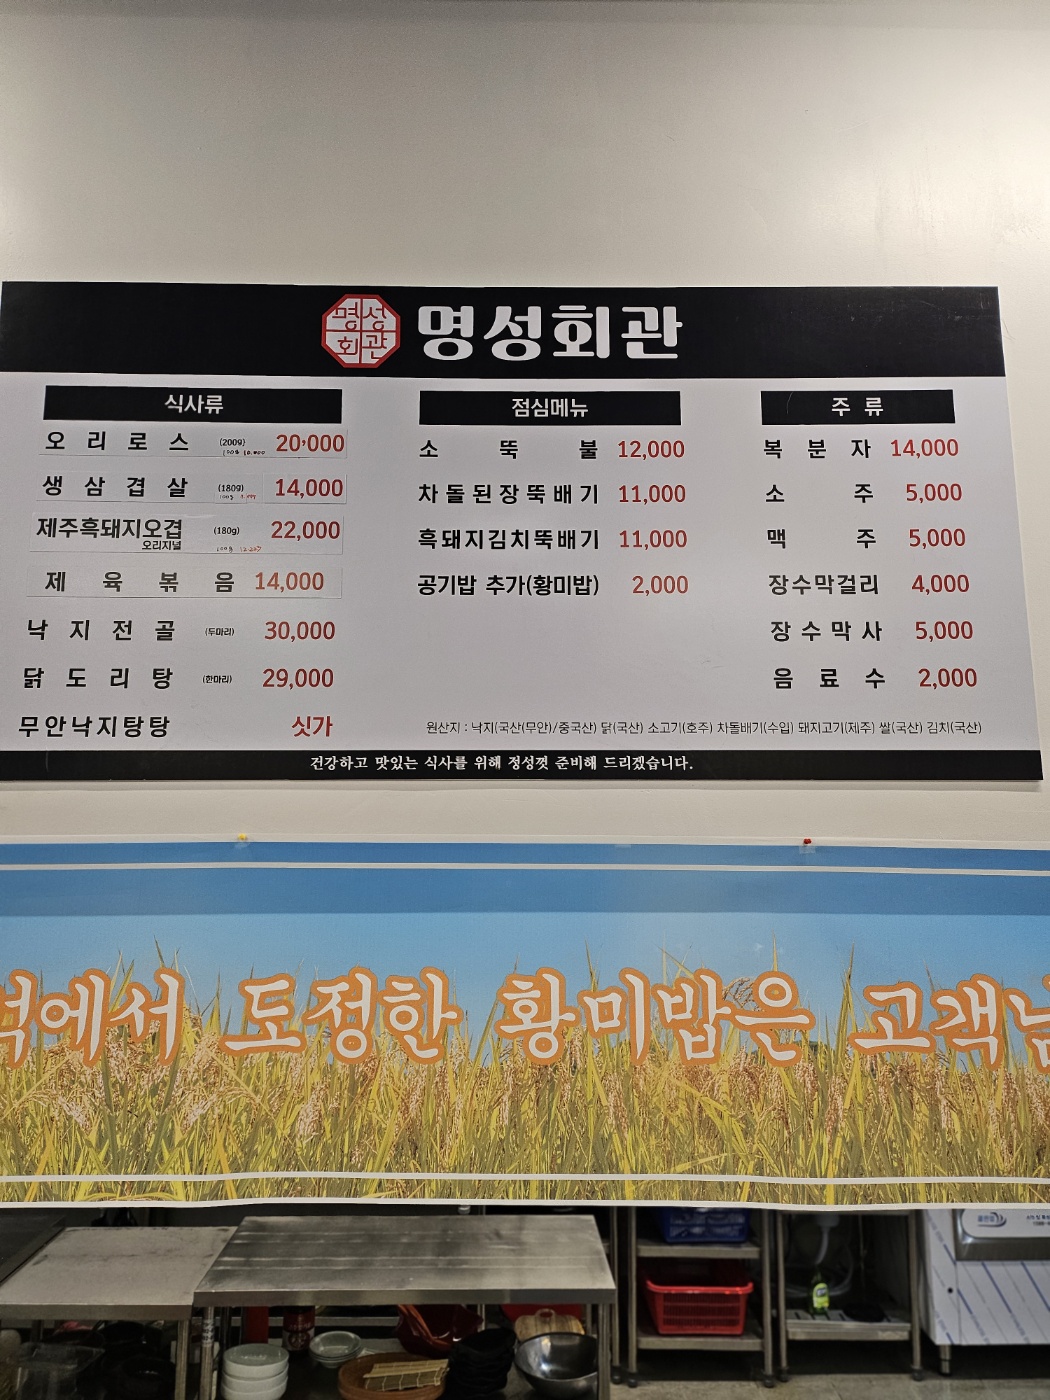 명성
회관
명성회관
식사류
오리로스 (200g) 20,000
100g 10,000
생삼겹살 (180g) 14,000
100g
제주흑돼지오겹 (180g) 22,000
오리지널 100g
제육볶음 14,000
낙지전골 (두마리) 30,000
닭도리탕 (한마리) 29,000
무안낙지탕탕 싯가
점심메뉴
소뚝불 12,000
차돌된장뚝배기 11,000
흑돼지김치뚝배기 11,000
공기밥 추가(황미밥) 2,000
주류
복분자 14,000
소주 5,000
맥주 5,000
장수막걸리 4,000
장수막사 5,000
음료수 2,000
원산지 : 낙지(국산(무안)/중국산) 닭(국산) 소고기(호주) 차돌배기(수입) 돼지고기(제주) 쌀(국산) 김치(국산)
건강하고 맛있는 식사를 위해 정성껏 준비해 드리겠습니다.
에서 도정한 황미밥은 고객님